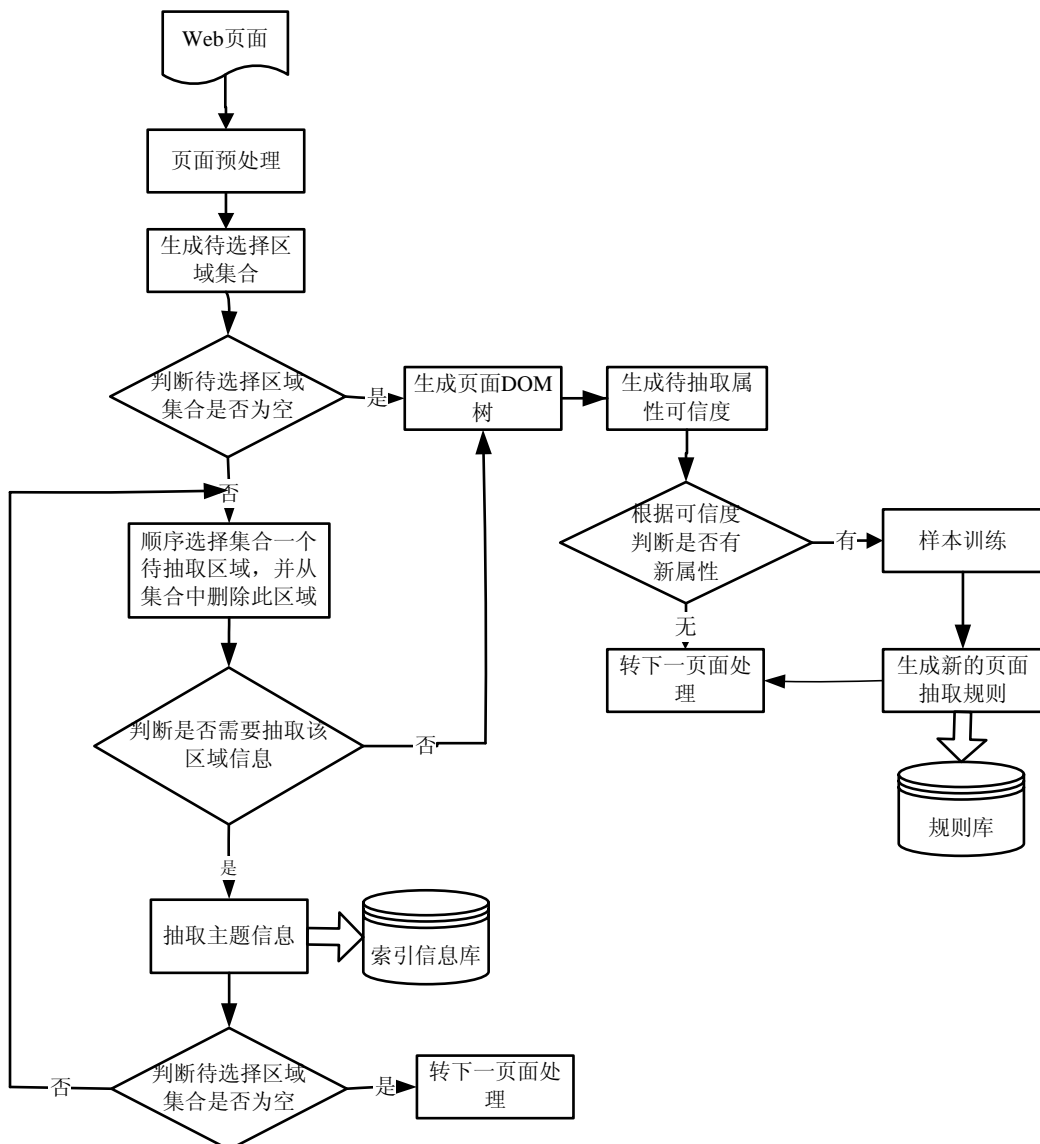 Web页面
页面预处理
生成待选择区
域集合
判断待选择区域
集合是否为空
是
生成页面DOM
树
生成待抽取属
性可信度
否
顺序选择集合一个
待抽取区域，并从
集合中删除此区域
根据可信度
判断是否有
新属性
有
样本训练
无
转下一页面处
理
生成新的页面
抽取规则
判断是否需要抽取该
区域信息
否
规则库
是
抽取主题信息
索引信息库
判断待选择区域
集合是否为空
否
是
转下一页面处
理